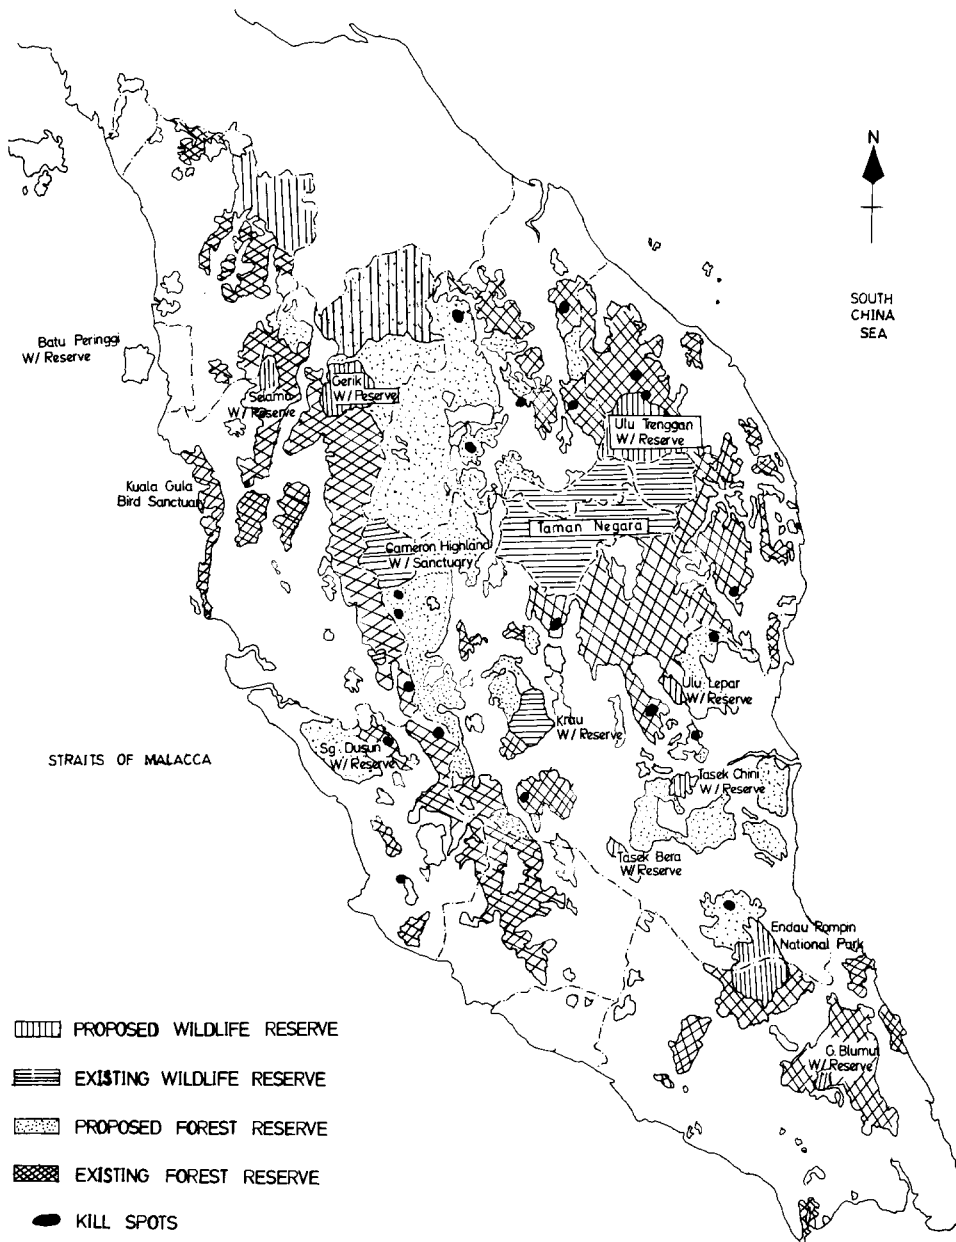 N
SOUTH
CHINA
SEA
Batu Peringgi
W/ Reserve
Selama
W/ Reserve
Gerik
W/ Peserve
Ulu Trenggan
W/ Reserve
Kuala Gula
Bird Sanctuary
Taman Negara
Cameron Highland
W/ Sanctuary
Ulu Lepar
W/ Reserve
Krau
W/ Reserve
Sg. Dusun
W/ Reserve
STRAITS OF MALACCA
Tasek Chini
W/ Reserve
Tasek Bera
W/ Reserve
Endau Rompin
National Park
G. Blumut
W/ Reserve
PROPOSED WILDLIFE RESERVE
EXISTING WILDLIFE RESERVE
PROPOSED FOREST RESERVE
EXISTING FOREST RESERVE
KILL SPOTS